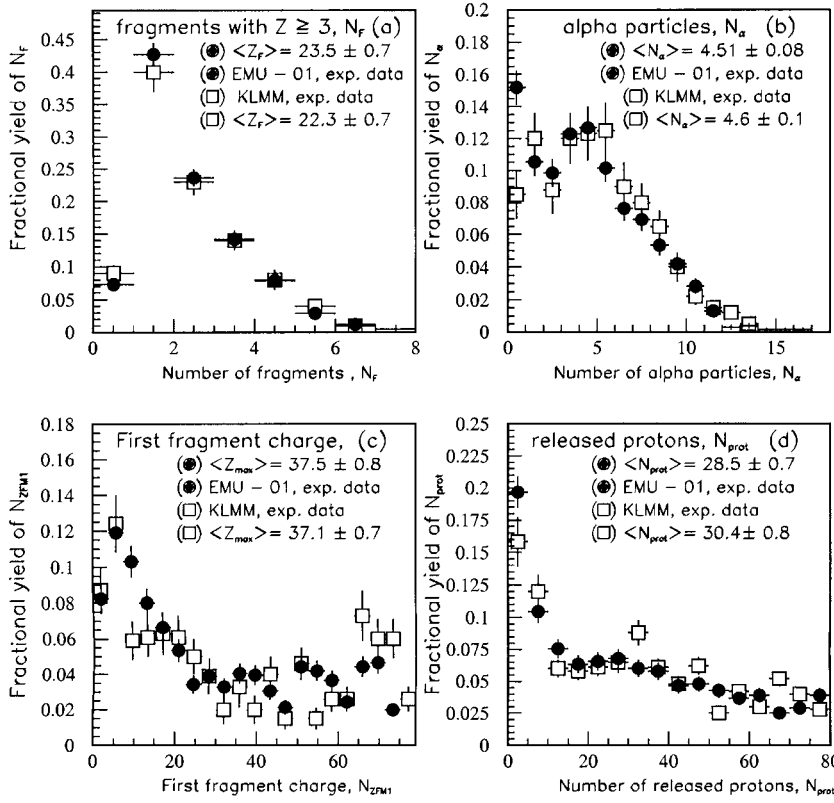 fragments with Z ≧ 3, N_F (a)
(●) <Z_F>= 23.5 ± 0.7
(●) EMU − 01, exp. data
(□) KLMM, exp. data
(□) <Z_F>= 22.3 ± 0.7
Fractional yield of N_F
0.45
0.4
0.35
0.3
0.25
0.2
0.15
0.1
0.05
0
0 2 4 6 8
Number of fragments , N_F
alpha particles, N_α
(b)
(●) <N_α>= 4.51 ± 0.08
(●) EMU − 01, exp. data
(□) KLMM, exp. data
(□) <N_α>= 4.6 ± 0.1
Fractional yield of N_α
0.2
0.18
0.16
0.14
0.12
0.1
0.08
0.06
0.04
0.02
0
0 5 10 15
Number of alpha particles, N_α
First fragment charge, (c)
(●) <Z_max>= 37.5 ± 0.8
(●) EMU − 01, exp. data
(□) KLMM, exp. data
(□) <Z_max>= 37.1 ± 0.7
Fractional yield of N_ZFM1
0.18
0.16
0.14
0.12
0.1
0.08
0.06
0.04
0.02
0
0 20 40 60
First fragment charge, N_ZFM1
released protons, N_prot (d)
(●) <N_prot>= 28.5 ± 0.7
(●) EMU − 01, exp. data
(□) KLMM, exp. data
(□) <N_prot>= 30.4± 0.8
Fractional yield of N_prot
0.25
0.225
0.2
0.175
0.15
0.125
0.1
0.075
0.05
0.025
0
0 20 40 60 80
Number of released protons, N_prot